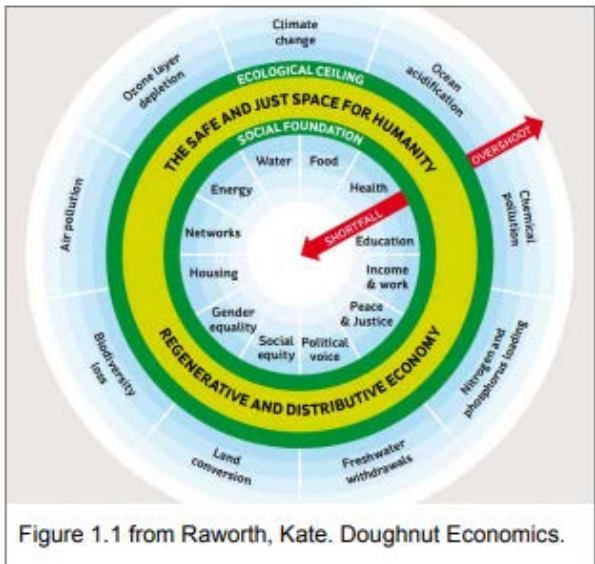 Climate
change
Ozone layer
depletion
Ocean
acidification
ECOLOGICAL CEILING
THE SAFE AND JUST SPACE FOR HUMANITY
SOCIAL FOUNDATION
OVERSHOOT
Water
Food
Energy
Health
SHORTFALL
Air pollution
Chemical
pollution
Networks
Education
Housing
Income
& work
Gender
equality
Peace
& Justice
Social
equity
Political
voice
REGENERATIVE AND DISTRIBUTIVE ECONOMY
Biodiversity
loss
Nitrogen and
phosphorus loading
Land
conversion
Freshwater
withdrawals
Figure 1.1 from Raworth, Kate. Doughnut Economics.